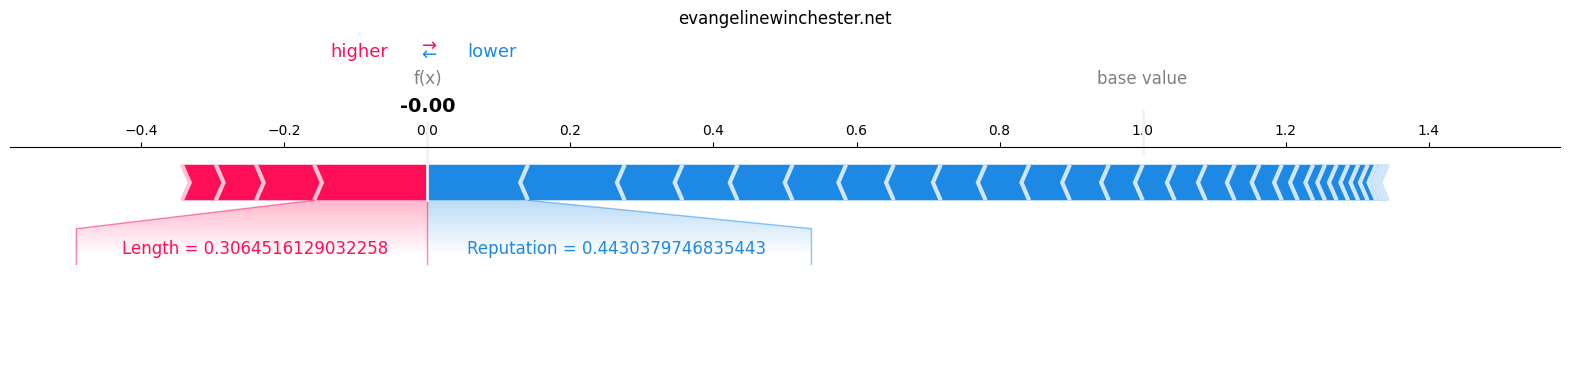 evangelinewinchester.net
higher ⇄ lower
f(x) base value
-0.00
−0.4 −0.2 0.0 0.2 0.4 0.6 0.8 1.0 1.2 1.4
Length = 0.3064516129032258 Reputation = 0.4430379746835443